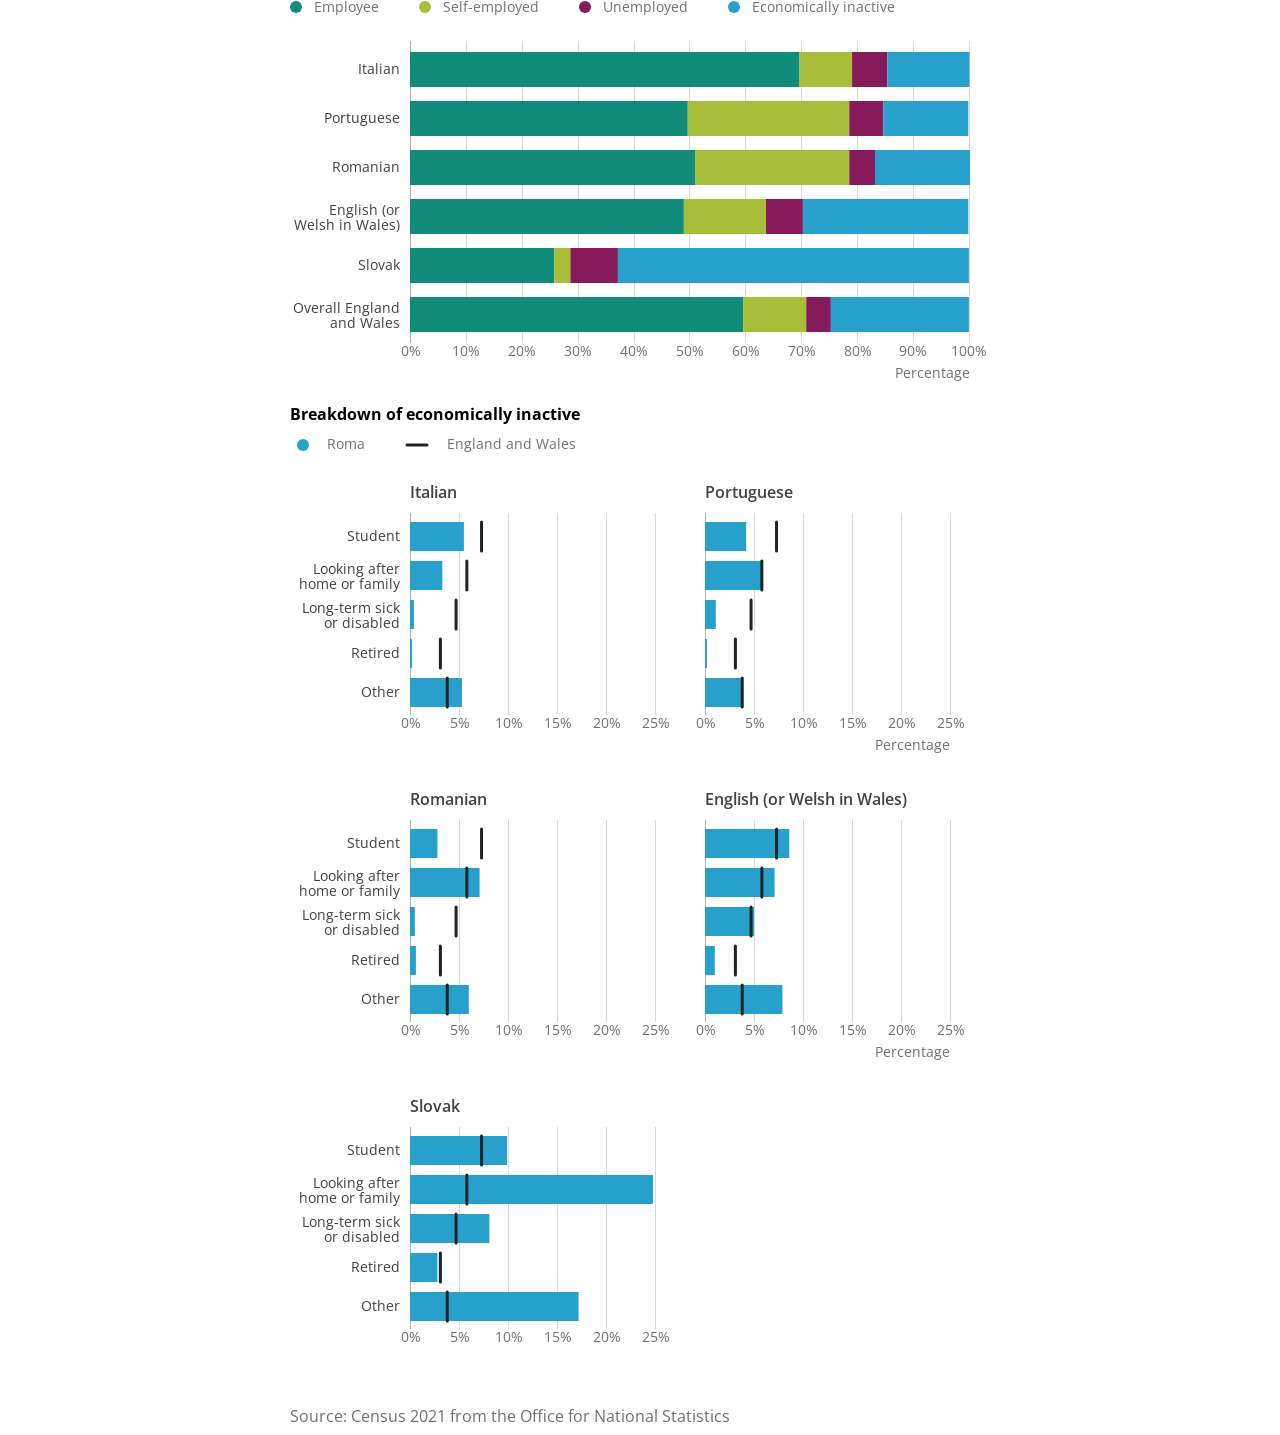 Employee Self-employed Unemployed Economically inactive
Italian
Portuguese
Romanian
English (or
Welsh in Wales)
Slovak
Overall England
and Wales
0% 10% 20% 30% 40% 50% 60% 70% 80% 90% 100%
Percentage
Breakdown of economically inactive
Roma England and Wales
Italian Portuguese
Student
Looking after
home or family
Long-term sick
or disabled
Retired
Other
0% 5% 10% 15% 20% 25% 0% 5% 10% 15% 20% 25%
Percentage
Romanian English (or Welsh in Wales)
Student
Looking after
home or family
Long-term sick
or disabled
Retired
Other
0% 5% 10% 15% 20% 25% 0% 5% 10% 15% 20% 25%
Percentage
Slovak
Student
Looking after
home or family
Long-term sick
or disabled
Retired
Other
0% 5% 10% 15% 20% 25%
Source: Census 2021 from the Office for National Statistics